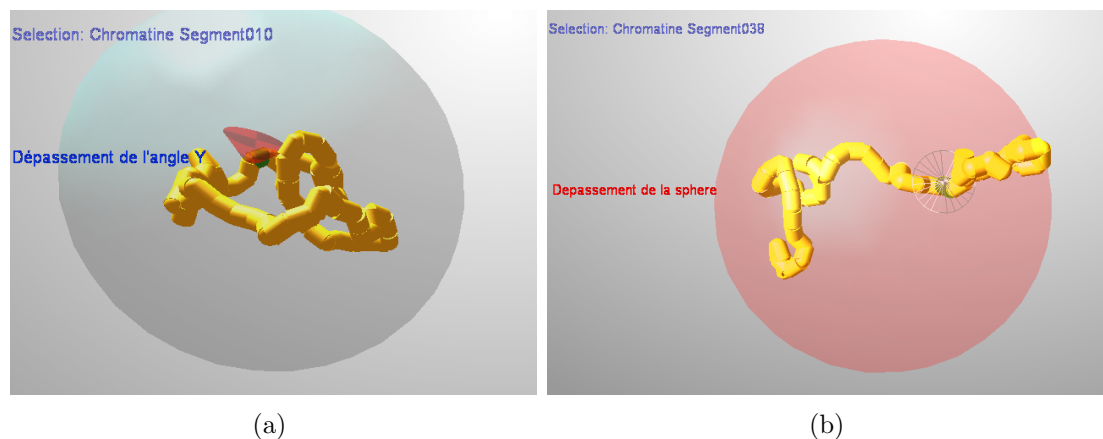 Selection: Chromatine Segment010
Dépassement de l'angle Y
Selection: Chromatine Segment038
Depassement de la sphere
(a)
(b)